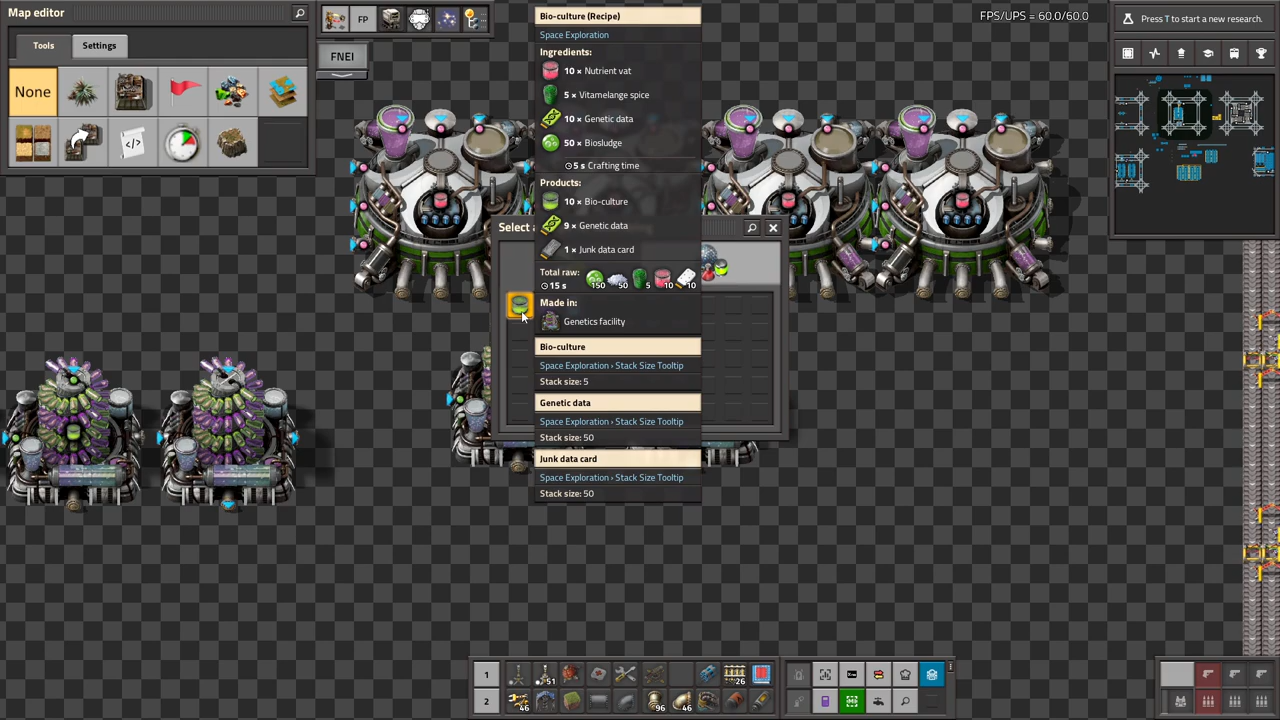 Map editor
Tools
Settings
None
FP
FNEI
Bio-culture (Recipe)
Space Exploration
Ingredients:
10 × Nutrient vat
5 × Vitamelange spice
10 × Genetic data
50 × Biosludge
5 s Crafting time
Products:
10 × Bio-culture
9 × Genetic data
1 × Junk data card
Total raw:
15 s
150
50
5
10
10
Made in:
Genetics facility
Bio-culture
Space Exploration › Stack Size Tooltip
Stack size: 5
Genetic data
Space Exploration › Stack Size Tooltip
Stack size: 50
Junk data card
Space Exploration › Stack Size Tooltip
Stack size: 50
Select
FPS/UPS = 60.0/60.0
Press T to start a new research.
1
51
26
2
46
96
46